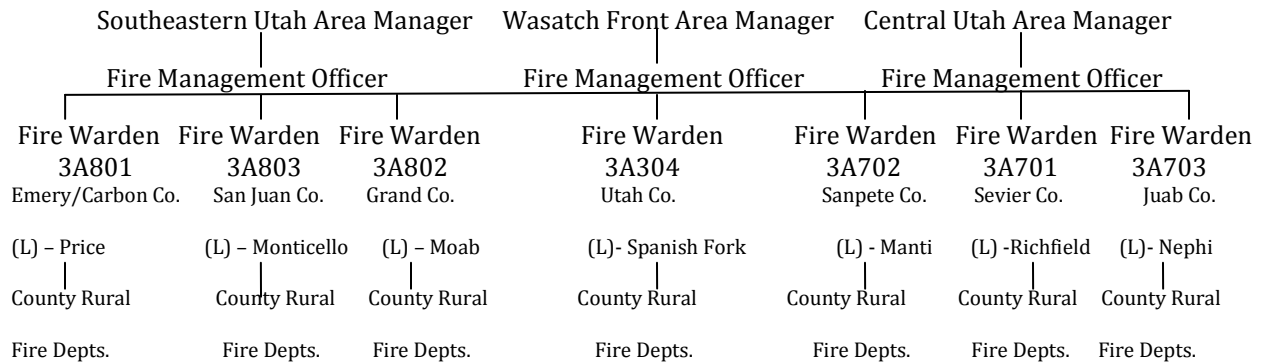 Southeastern Utah Area Manager Wasatch Front Area Manager Central Utah Area Manager
Fire Management Officer Fire Management Officer Fire Management Officer
Fire Warden Fire Warden Fire Warden Fire Warden Fire Warden Fire Warden Fire Warden
3A801 3A803 3A802 3A304 3A702 3A701 3A703
Emery/Carbon Co. San Juan Co. Grand Co. Utah Co. Sanpete Co. Sevier Co. Juab Co.
(L) – Price (L) – Monticello (L) – Moab (L)- Spanish Fork (L) - Manti (L) -Richfield (L)- Nephi
County Rural County Rural County Rural County Rural County Rural County Rural County Rural
Fire Depts. Fire Depts. Fire Depts. Fire Depts. Fire Depts. Fire Depts. Fire Depts.